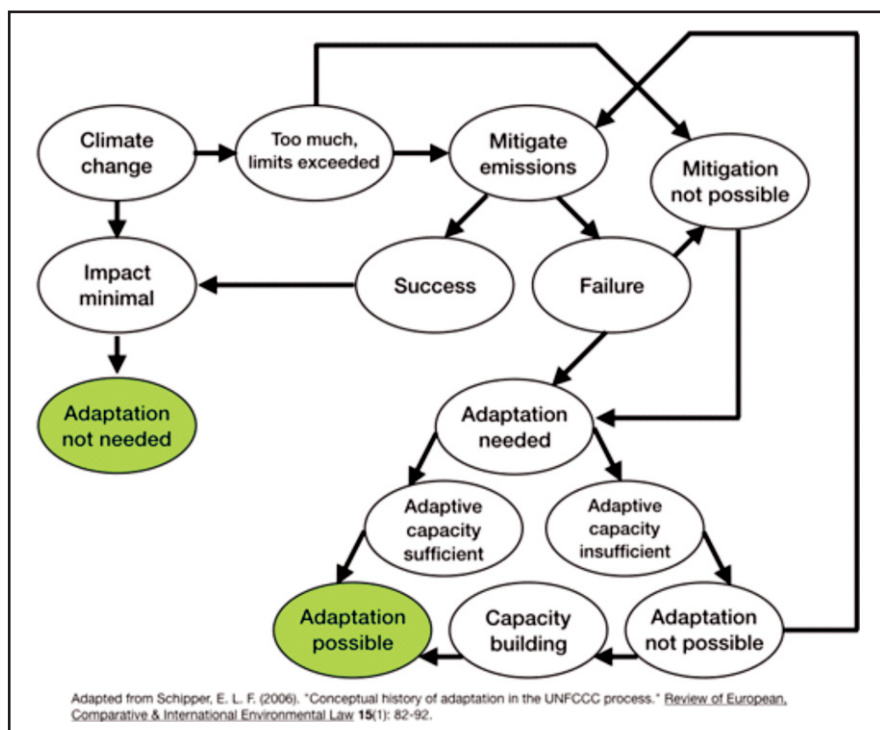 Climate
change
Too much,
limits exceeded
Mitigate
emissions
Mitigation
not possible
Impact
minimal
Success
Failure
Adaptation
not needed
Adaptation
needed
Adaptive
capacity
sufficient
Adaptive
capacity
insufficient
Adaptation
possible
Capacity
building
Adaptation
not possible
Adapted from Schipper, E. L. F. (2006). "Conceptual history of adaptation in the UNFCCC process." Review of European,
Comparative & International Environmental Law 15(1): 82-92.